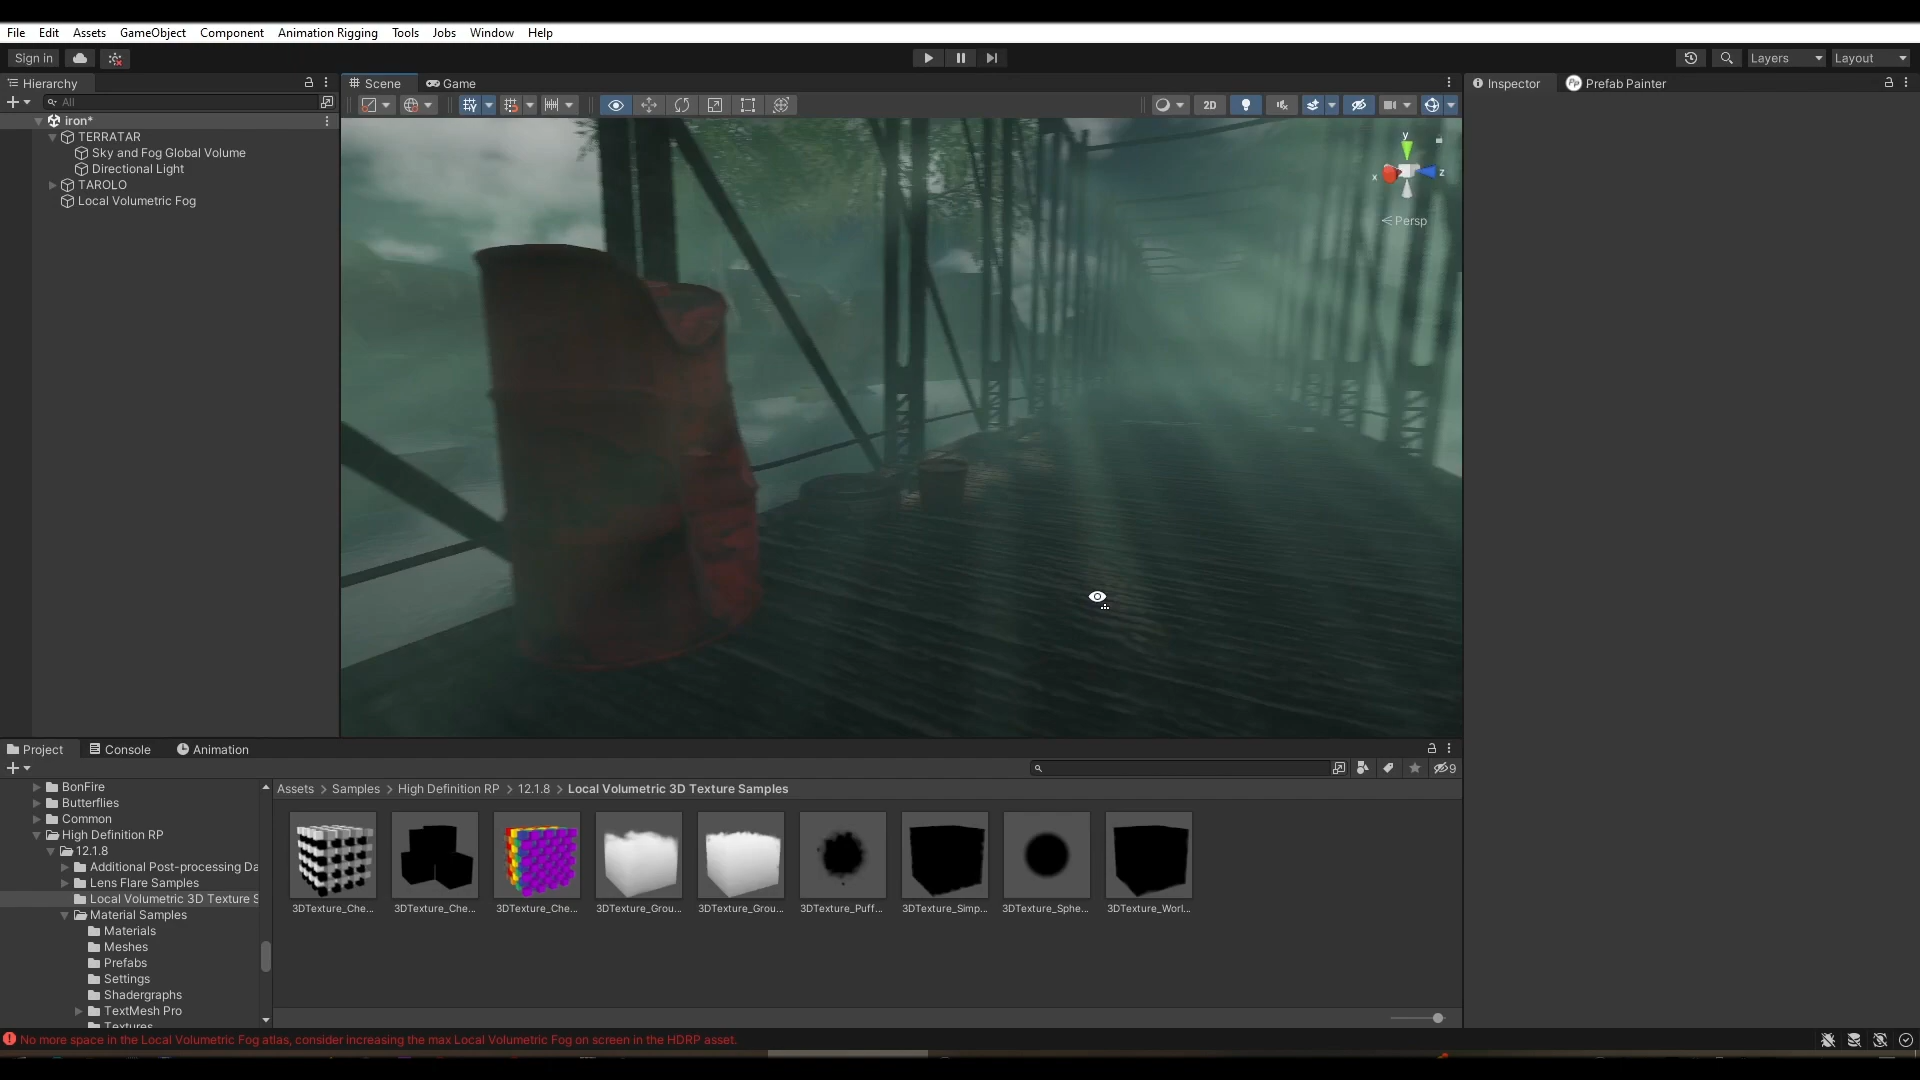 File Edit Assets GameObject Component Animation Rigging Tools Jobs Window Help
Sign in Layers Layout
Hierarchy Scene Game Inspector Prefab Painter
All 2D
iron*
TERRATAR
Sky and Fog Global Volume
Directional Light
TAROLO
Local Volumetric Fog
y
x z
Persp
Project Console Animation
9
BonFire
Butterflies
Common
High Definition RP
12.1.8
Additional Post-processing Da
Lens Flare Samples
Local Volumetric 3D Texture S
Material Samples
Materials
Meshes
Prefabs
Settings
Shadergraphs
TextMesh Pro
Textures
Assets > Samples > High Definition RP > 12.1.8 > Local Volumetric 3D Texture Samples
3DTexture_Che... 3DTexture_Che... 3DTexture_Che... 3DTexture_Grou... 3DTexture_Grou... 3DTexture_Puff... 3DTexture_Simp... 3DTexture_Sphe... 3DTexture_Worl...
No more space in the Local Volumetric Fog atlas, consider increasing the max Local Volumetric Fog on screen in the HDRP asset.